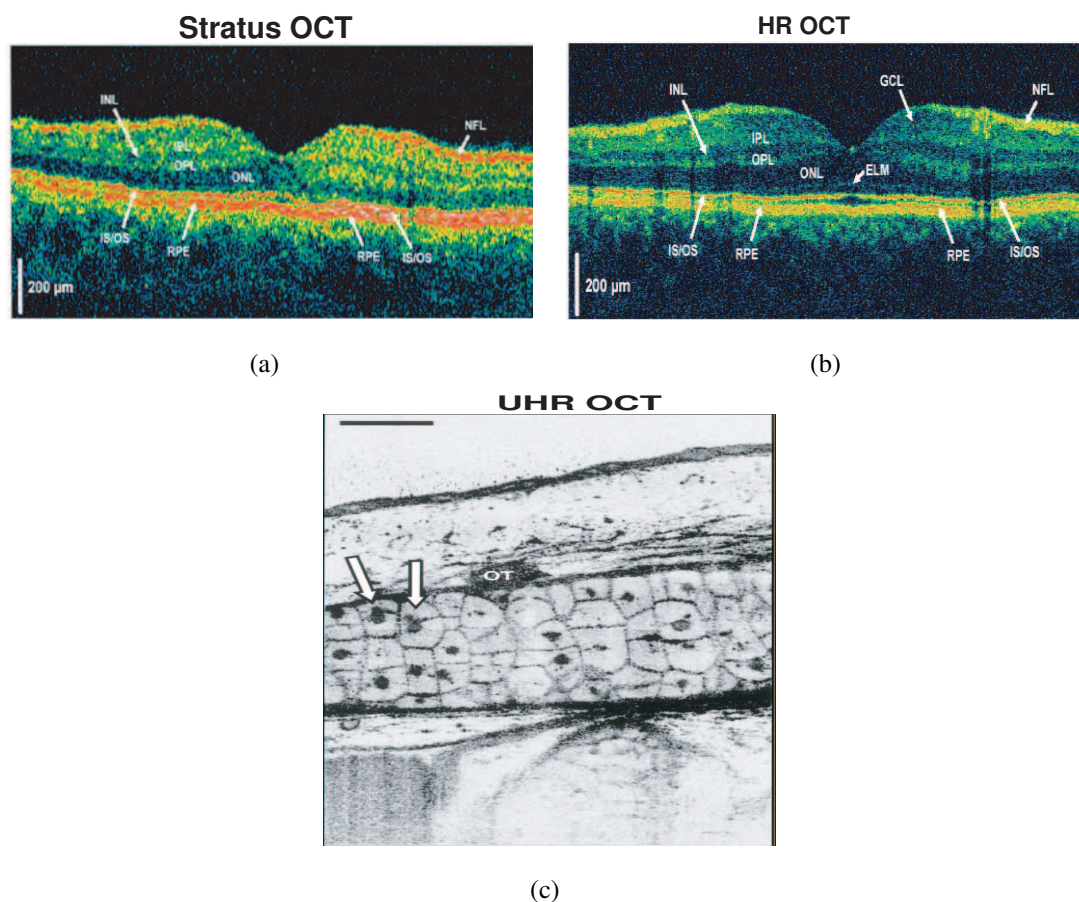 Stratus OCT
INL
NFL
IPL
OPL
ONL
IS/OS
RPE
RPE
IS/OS
200 µm
(a)
HR OCT
INL
GCL
NFL
IPL
OPL
ONL
ELM
IS/OS
RPE
RPE
IS/OS
200 µm
(b)
UHR OCT
OT
(c)